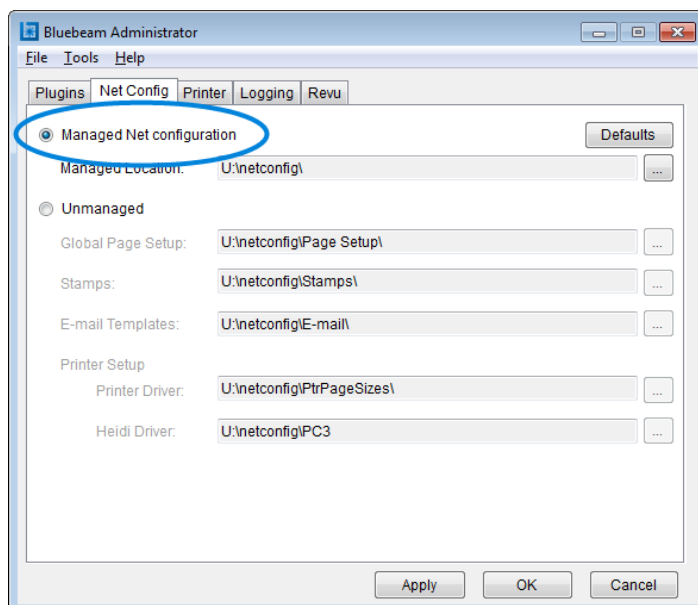 Bluebeam Administrator
File Tools Help
Plugins Net Config Printer Logging Revu
Managed Net configuration Defaults
Managed Location: U:\netconfig\ ...
Unmanaged
Global Page Setup: U:\netconfig\Page Setup\ ...
Stamps: U:\netconfig\Stamps\ ...
E-mail Templates: U:\netconfig\E-mail\ ...
Printer Setup
Printer Driver: U:\netconfig\PtrPageSizes\ ...
Heidi Driver: U:\netconfig\PC3 ...
Apply OK Cancel